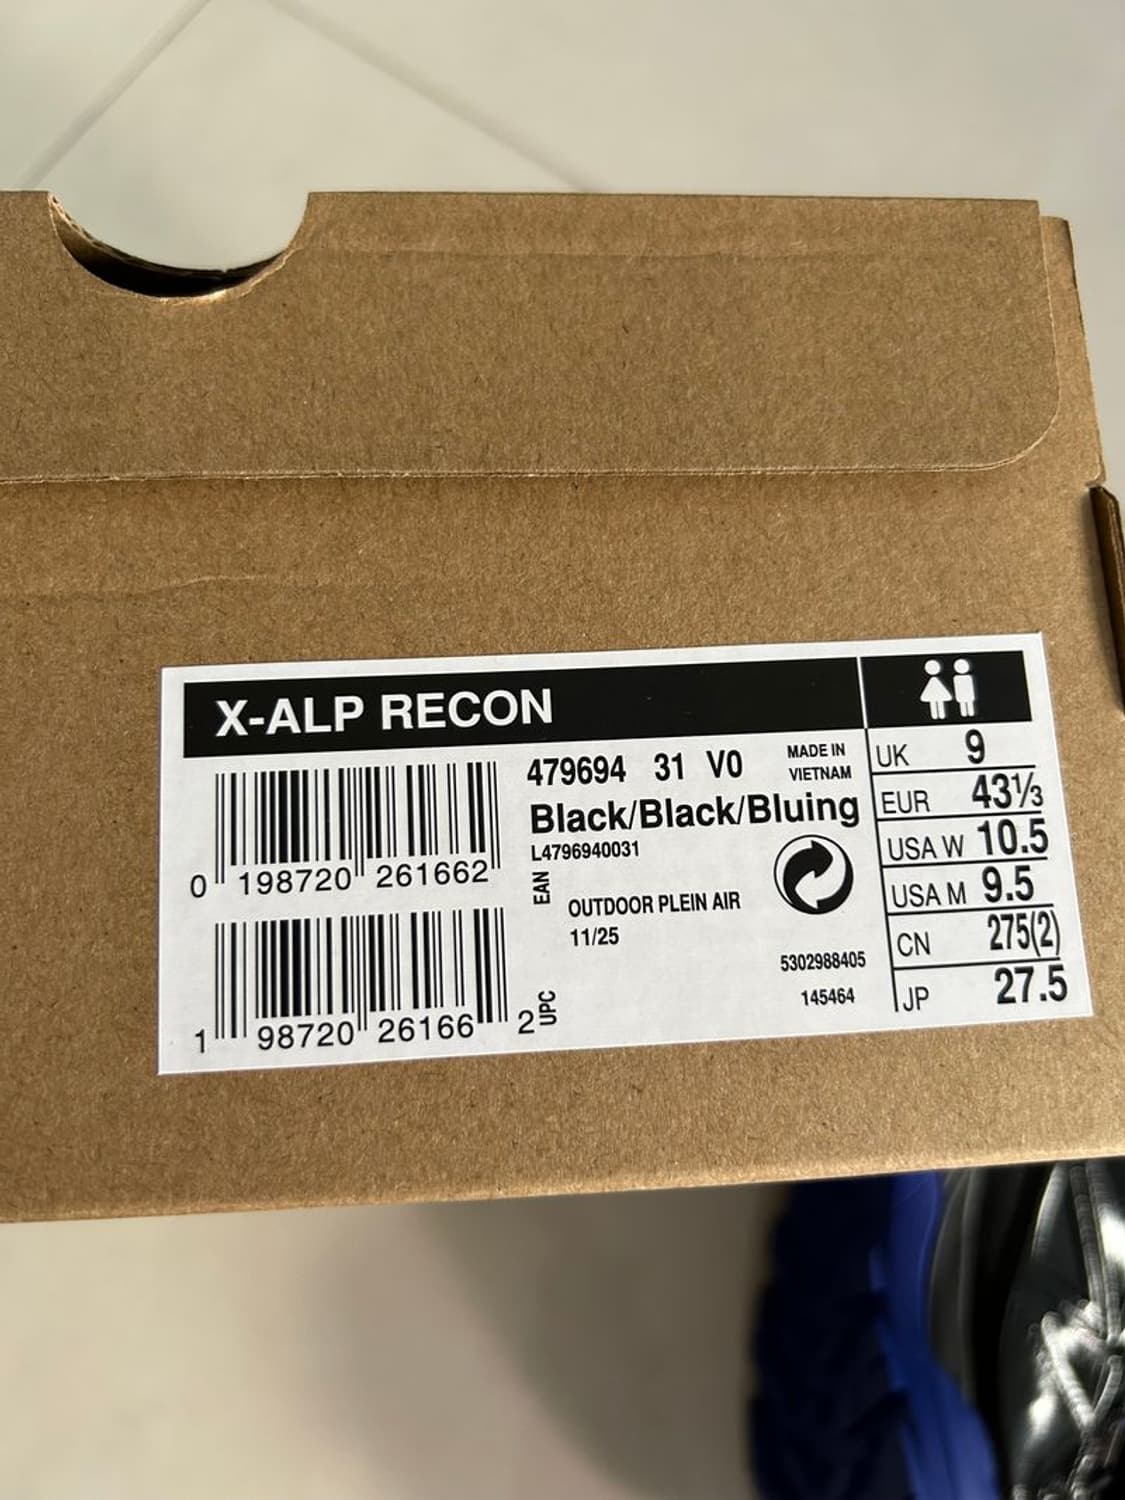 X-ALP RECON
479694 31 V0
MADE IN
VIETNAM
Black/Black/Bluing
L4796940031
0 198720 261662
EAN
OUTDOOR PLEIN AIR
11/25
5302988405
145464
1 98720 26166 2
UPC
UK 9
EUR 43⅓
USA W 10.5
USA M 9.5
CN 275(2)
JP 27.5